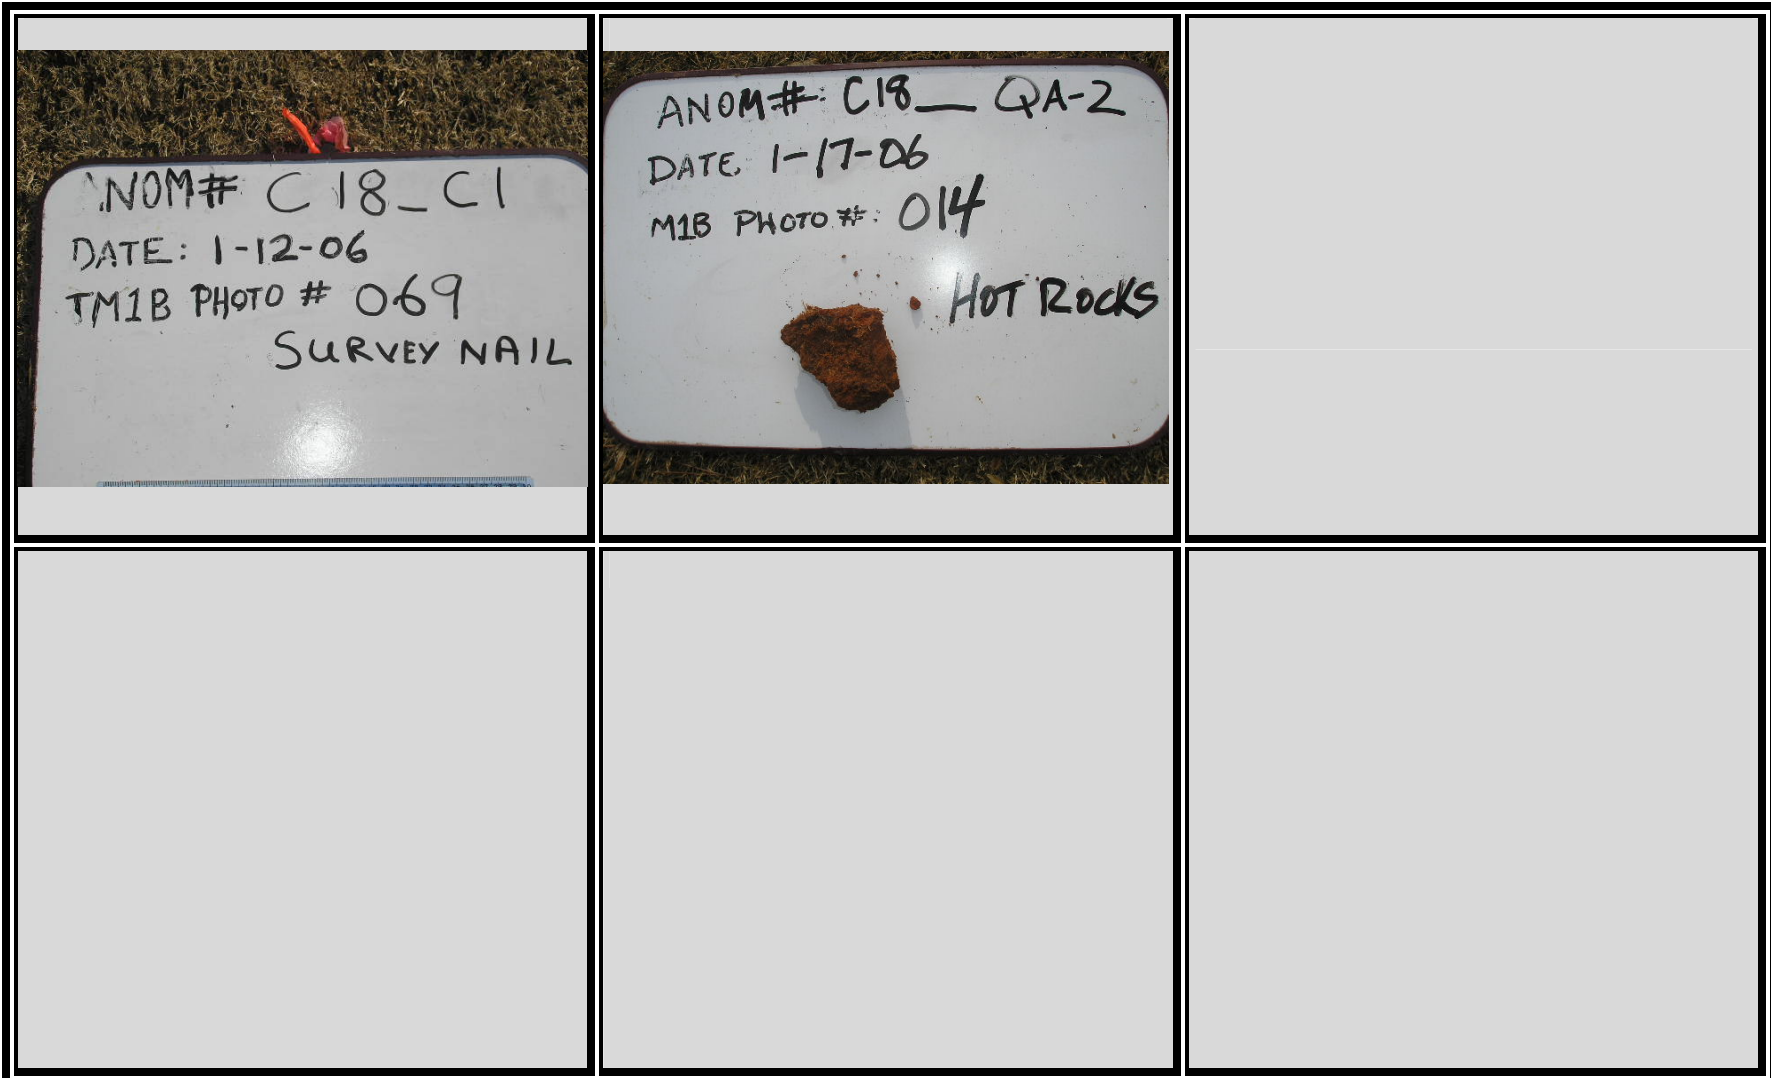 ANOM# C18_C1
DATE: 1-12-06
TM1B PHOTO # 069
SURVEY NAIL
ANOM#: C18__ QA-2
DATE: 1-17-06
M1B PHOTO #: 014
HOT ROCKS